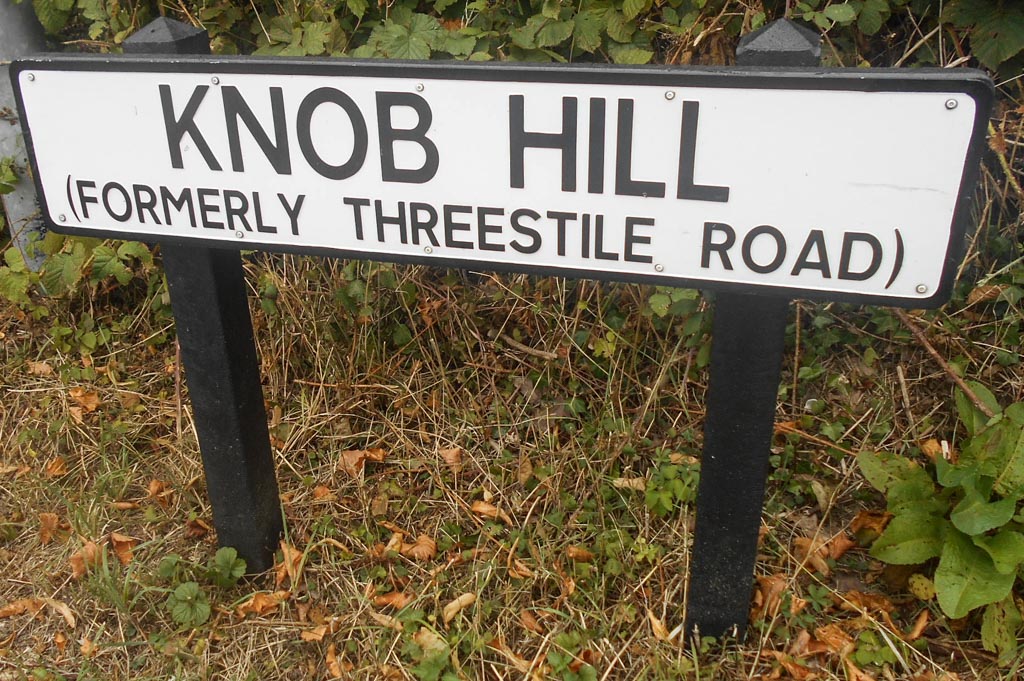 KNOB HILL
(FORMERLY THREESTILE ROAD)